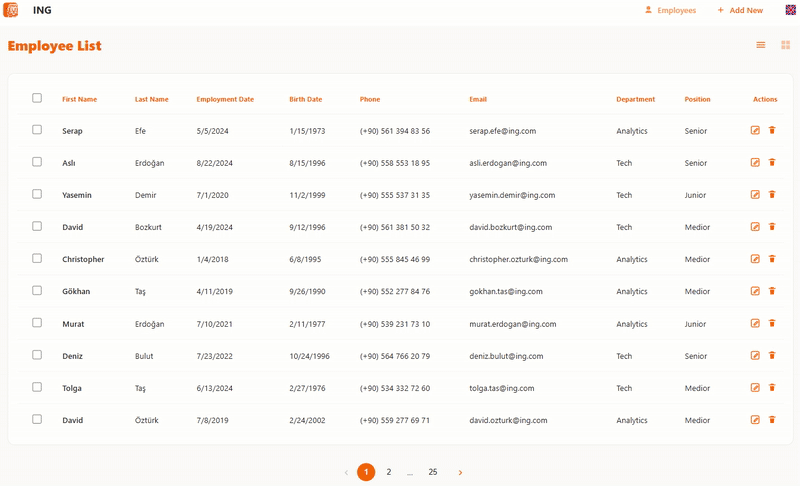 ING
Employees
+ Add New
Employee List
First Name Last Name Employment Date Birth Date Phone Email Department Position Actions
Serap Efe 5/5/2024 1/15/1973 (+90) 561 394 83 56 serap.efe@ing.com Analytics Senior
Aslı Erdoğan 8/22/2024 8/15/1996 (+90) 558 553 18 95 asli.erdogan@ing.com Tech Senior
Yasemin Demir 7/1/2020 11/2/1999 (+90) 555 537 31 35 yasemin.demir@ing.com Tech Junior
David Bozkurt 4/19/2024 9/12/1996 (+90) 561 381 50 32 david.bozkurt@ing.com Tech Medior
Christopher Öztürk 1/4/2018 6/8/1995 (+90) 555 845 46 99 christopher.ozturk@ing.com Analytics Medior
Gökhan Taş 4/11/2019 9/26/1990 (+90) 552 277 84 76 gokhan.tas@ing.com Analytics Medior
Murat Erdoğan 7/10/2021 2/11/1977 (+90) 539 231 73 10 murat.erdogan@ing.com Analytics Junior
Deniz Bulut 7/23/2022 10/24/1996 (+90) 564 766 20 79 deniz.bulut@ing.com Tech Senior
Tolga Taş 6/13/2024 2/27/1976 (+90) 534 332 72 60 tolga.tas@ing.com Tech Medior
David Öztürk 7/8/2019 2/24/2002 (+90) 559 277 69 71 david.ozturk@ing.com Analytics Medior
‹ 1 2 ... 25 ›